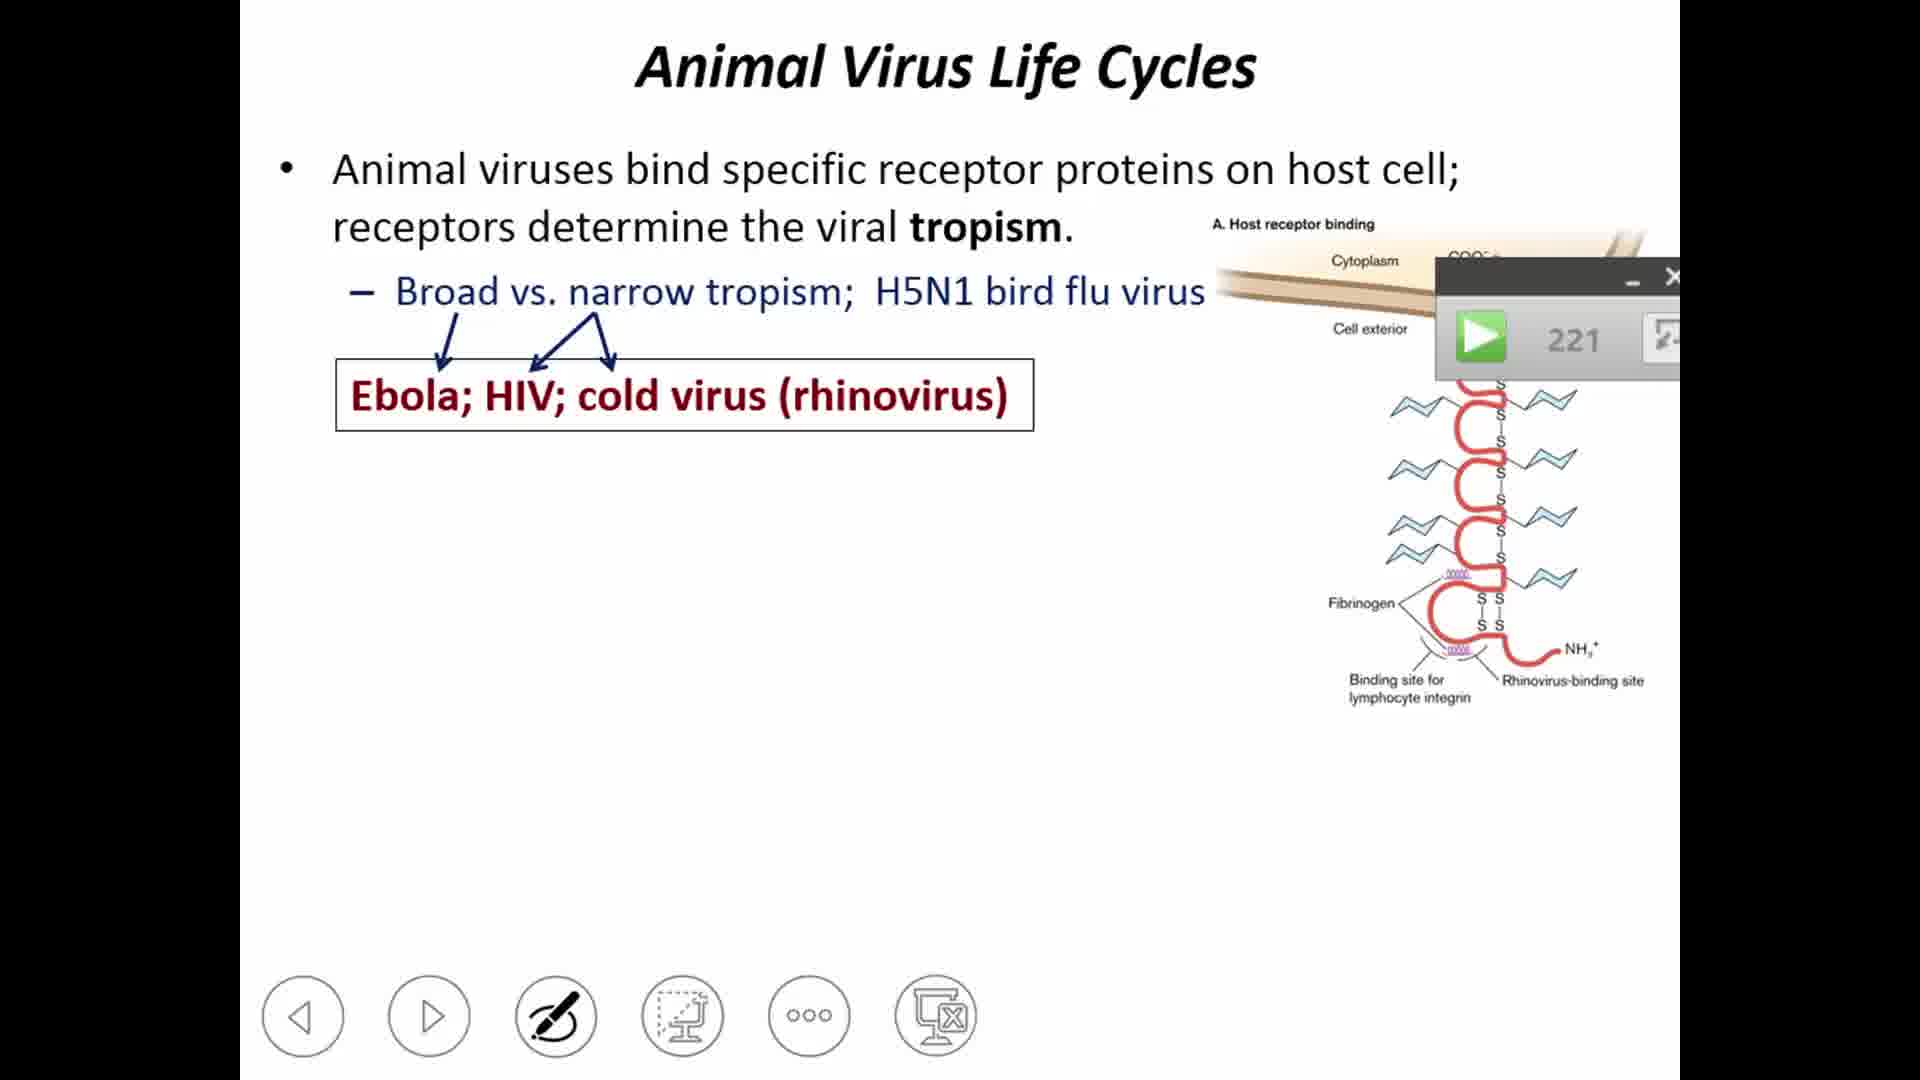 Animal Virus Life Cycles
• Animal viruses bind specific receptor proteins on host cell;
receptors determine the viral tropism.
– Broad vs. narrow tropism; H5N1 bird flu virus
Ebola; HIV; cold virus (rhinovirus)
A. Host receptor binding
Cytoplasm
Cell exterior
221
S
S
S
S
S
S
S
S
S S
S S
Fibrinogen
NH₃⁺
Binding site for
lymphocyte integrin
Rhinovirus-binding site